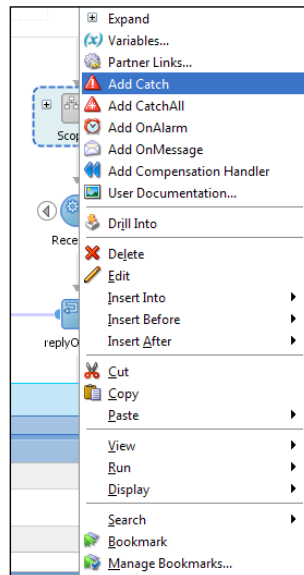 Expand
(x) Variables...
Partner Links...
Add Catch
Add CatchAll
Add OnAlarm
Add OnMessage
Add Compensation Handler
User Documentation...
Drill Into
Delete
Edit
Insert Into
Insert Before
Insert After
Cut
Copy
Paste
View
Run
Display
Search
Bookmark
Manage Bookmarks...
Scop
Rece
replyO